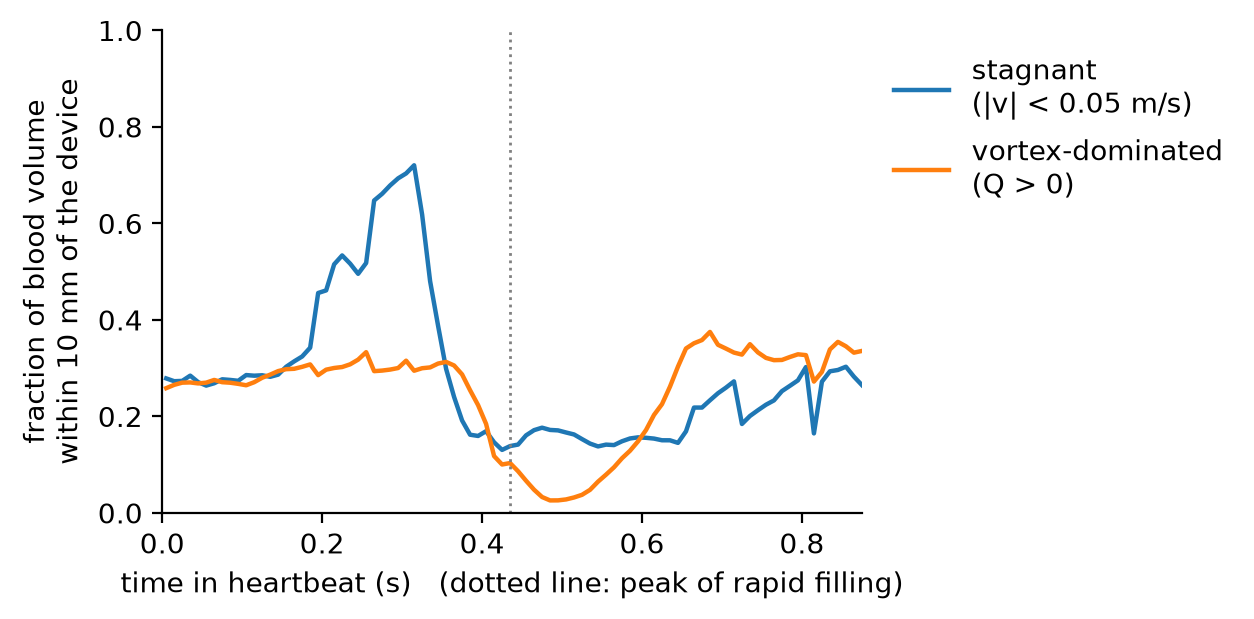 1.0
0.8
0.6
0.4
0.2
0.0
0.0 0.2 0.4 0.6 0.8
fraction of blood volume
within 10 mm of the device
time in heartbeat (s) (dotted line: peak of rapid filling)
stagnant
(|v| < 0.05 m/s)
vortex-dominated
(Q > 0)